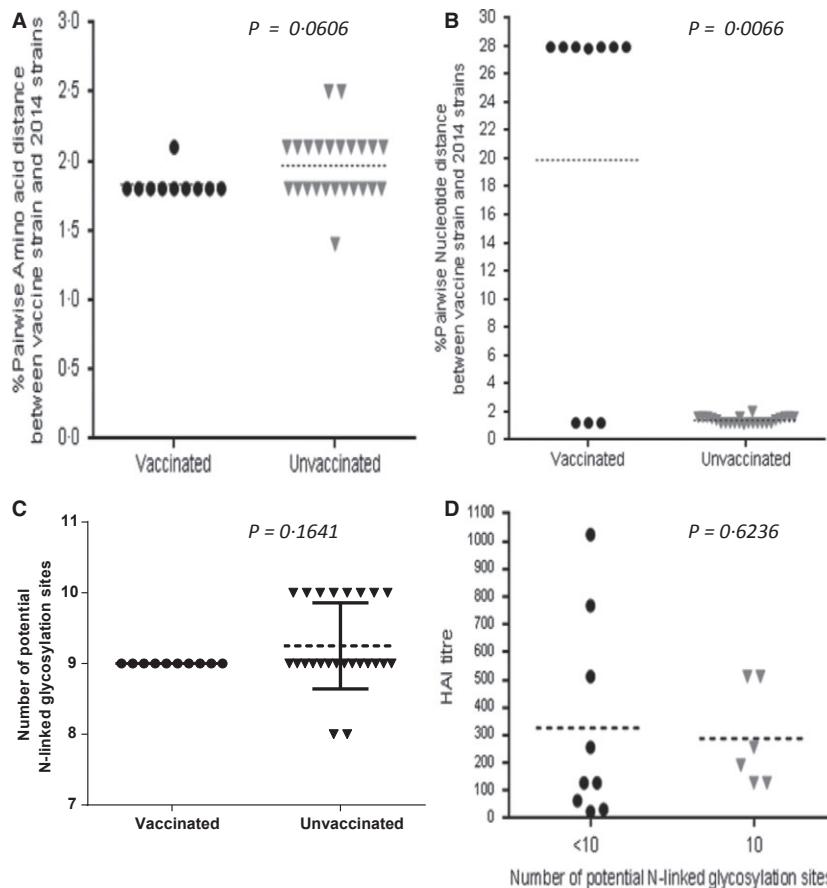 A
P = 0·0606
%Pairwise Amino acid distance
between vaccine strain and 2014 strains
3·0
2·5
2·0
1·5
1·0
0·5
0·0
Vaccinated
Unvaccinated
B
P = 0·0066
%Pairwise Nucleotide distance
between vaccine strain and 2014 strains
30
28
26
24
22
20
18
16
14
12
10
8
6
4
2
0
Vaccinated
Unvaccinated
C
P = 0·1641
Number of potential
N-linked glycosylation sites
11
10
9
8
7
Vaccinated
Unvaccinated
D
P = 0·6236
HAI titre
1100
1000
900
800
700
600
500
400
300
200
100
0
<10
10
Number of potential N-linked glycosylation sites